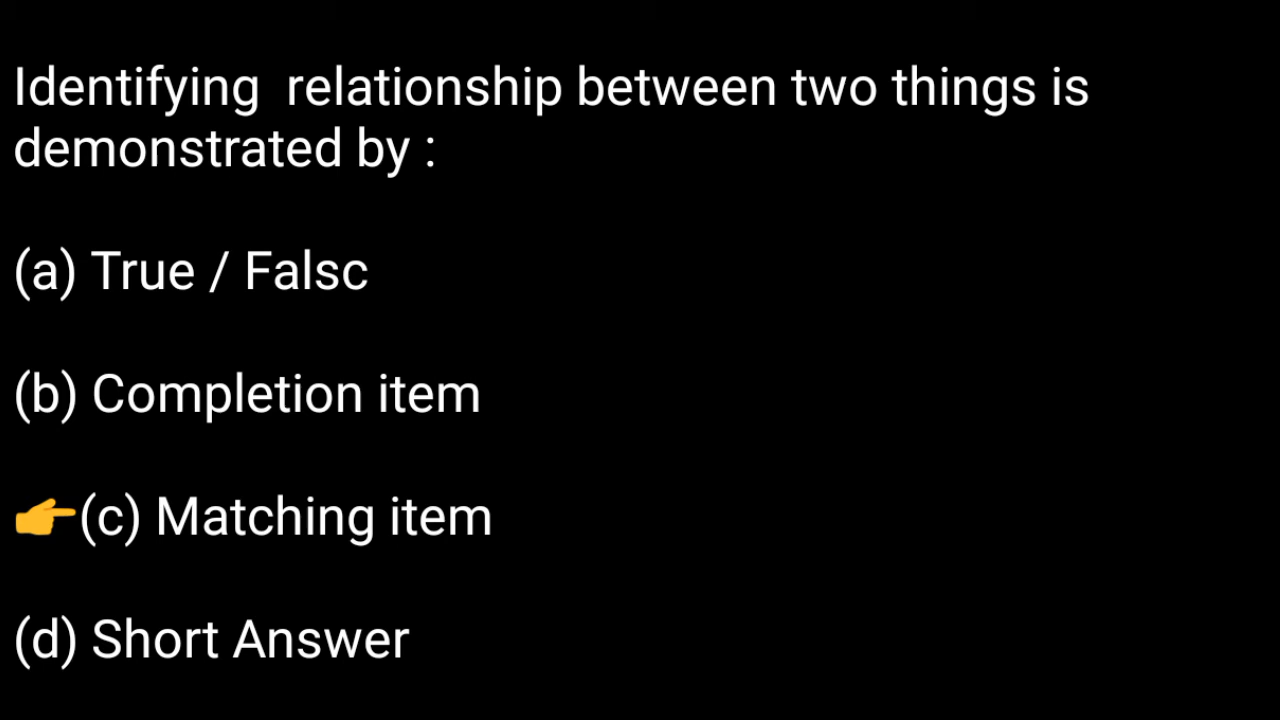 Identifying  relationship between two things is
demonstrated by :
(a) True / Falsc
(b) Completion item
👉(c) Matching item
(d) Short Answer